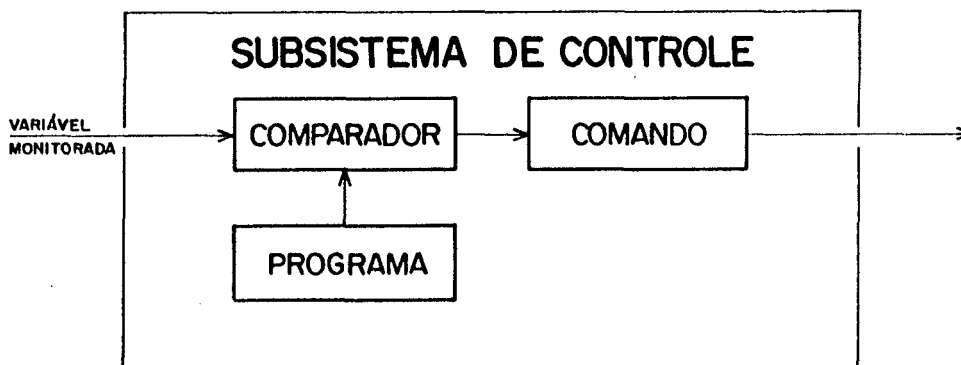 SUBSISTEMA DE CONTROLE
VARIÁVEL
MONITORADA
COMPARADOR
COMANDO
PROGRAMA